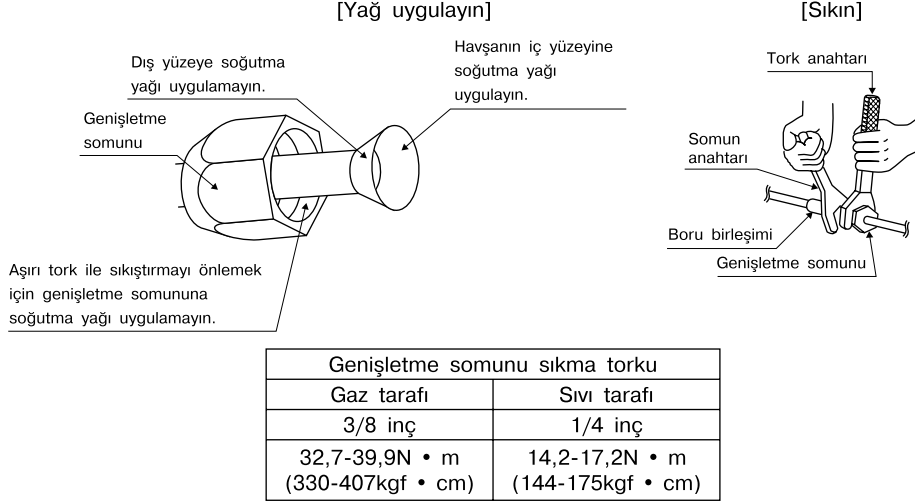 [Yağ uygulayın]
Dış yüzeye soğutma
yağı uygulamayın.
Havşanın iç yüzeyine
soğutma yağı
uygulayın.
Genişletme
somunu
Aşırı tork ile sıkıştırmayı önlemek
için genişletme somununa
soğutma yağı uygulamayın.
[Sıkın]
Tork anahtarı
Somun
anahtarı
Boru birleşimi
Genişletme somunu
Genişletme somunu sıkma torku
Gaz tarafı Sıvı tarafı
3/8 inç 1/4 inç
32,7-39,9N • m 14,2-17,2N • m
(330-407kgf • cm) (144-175kgf • cm)